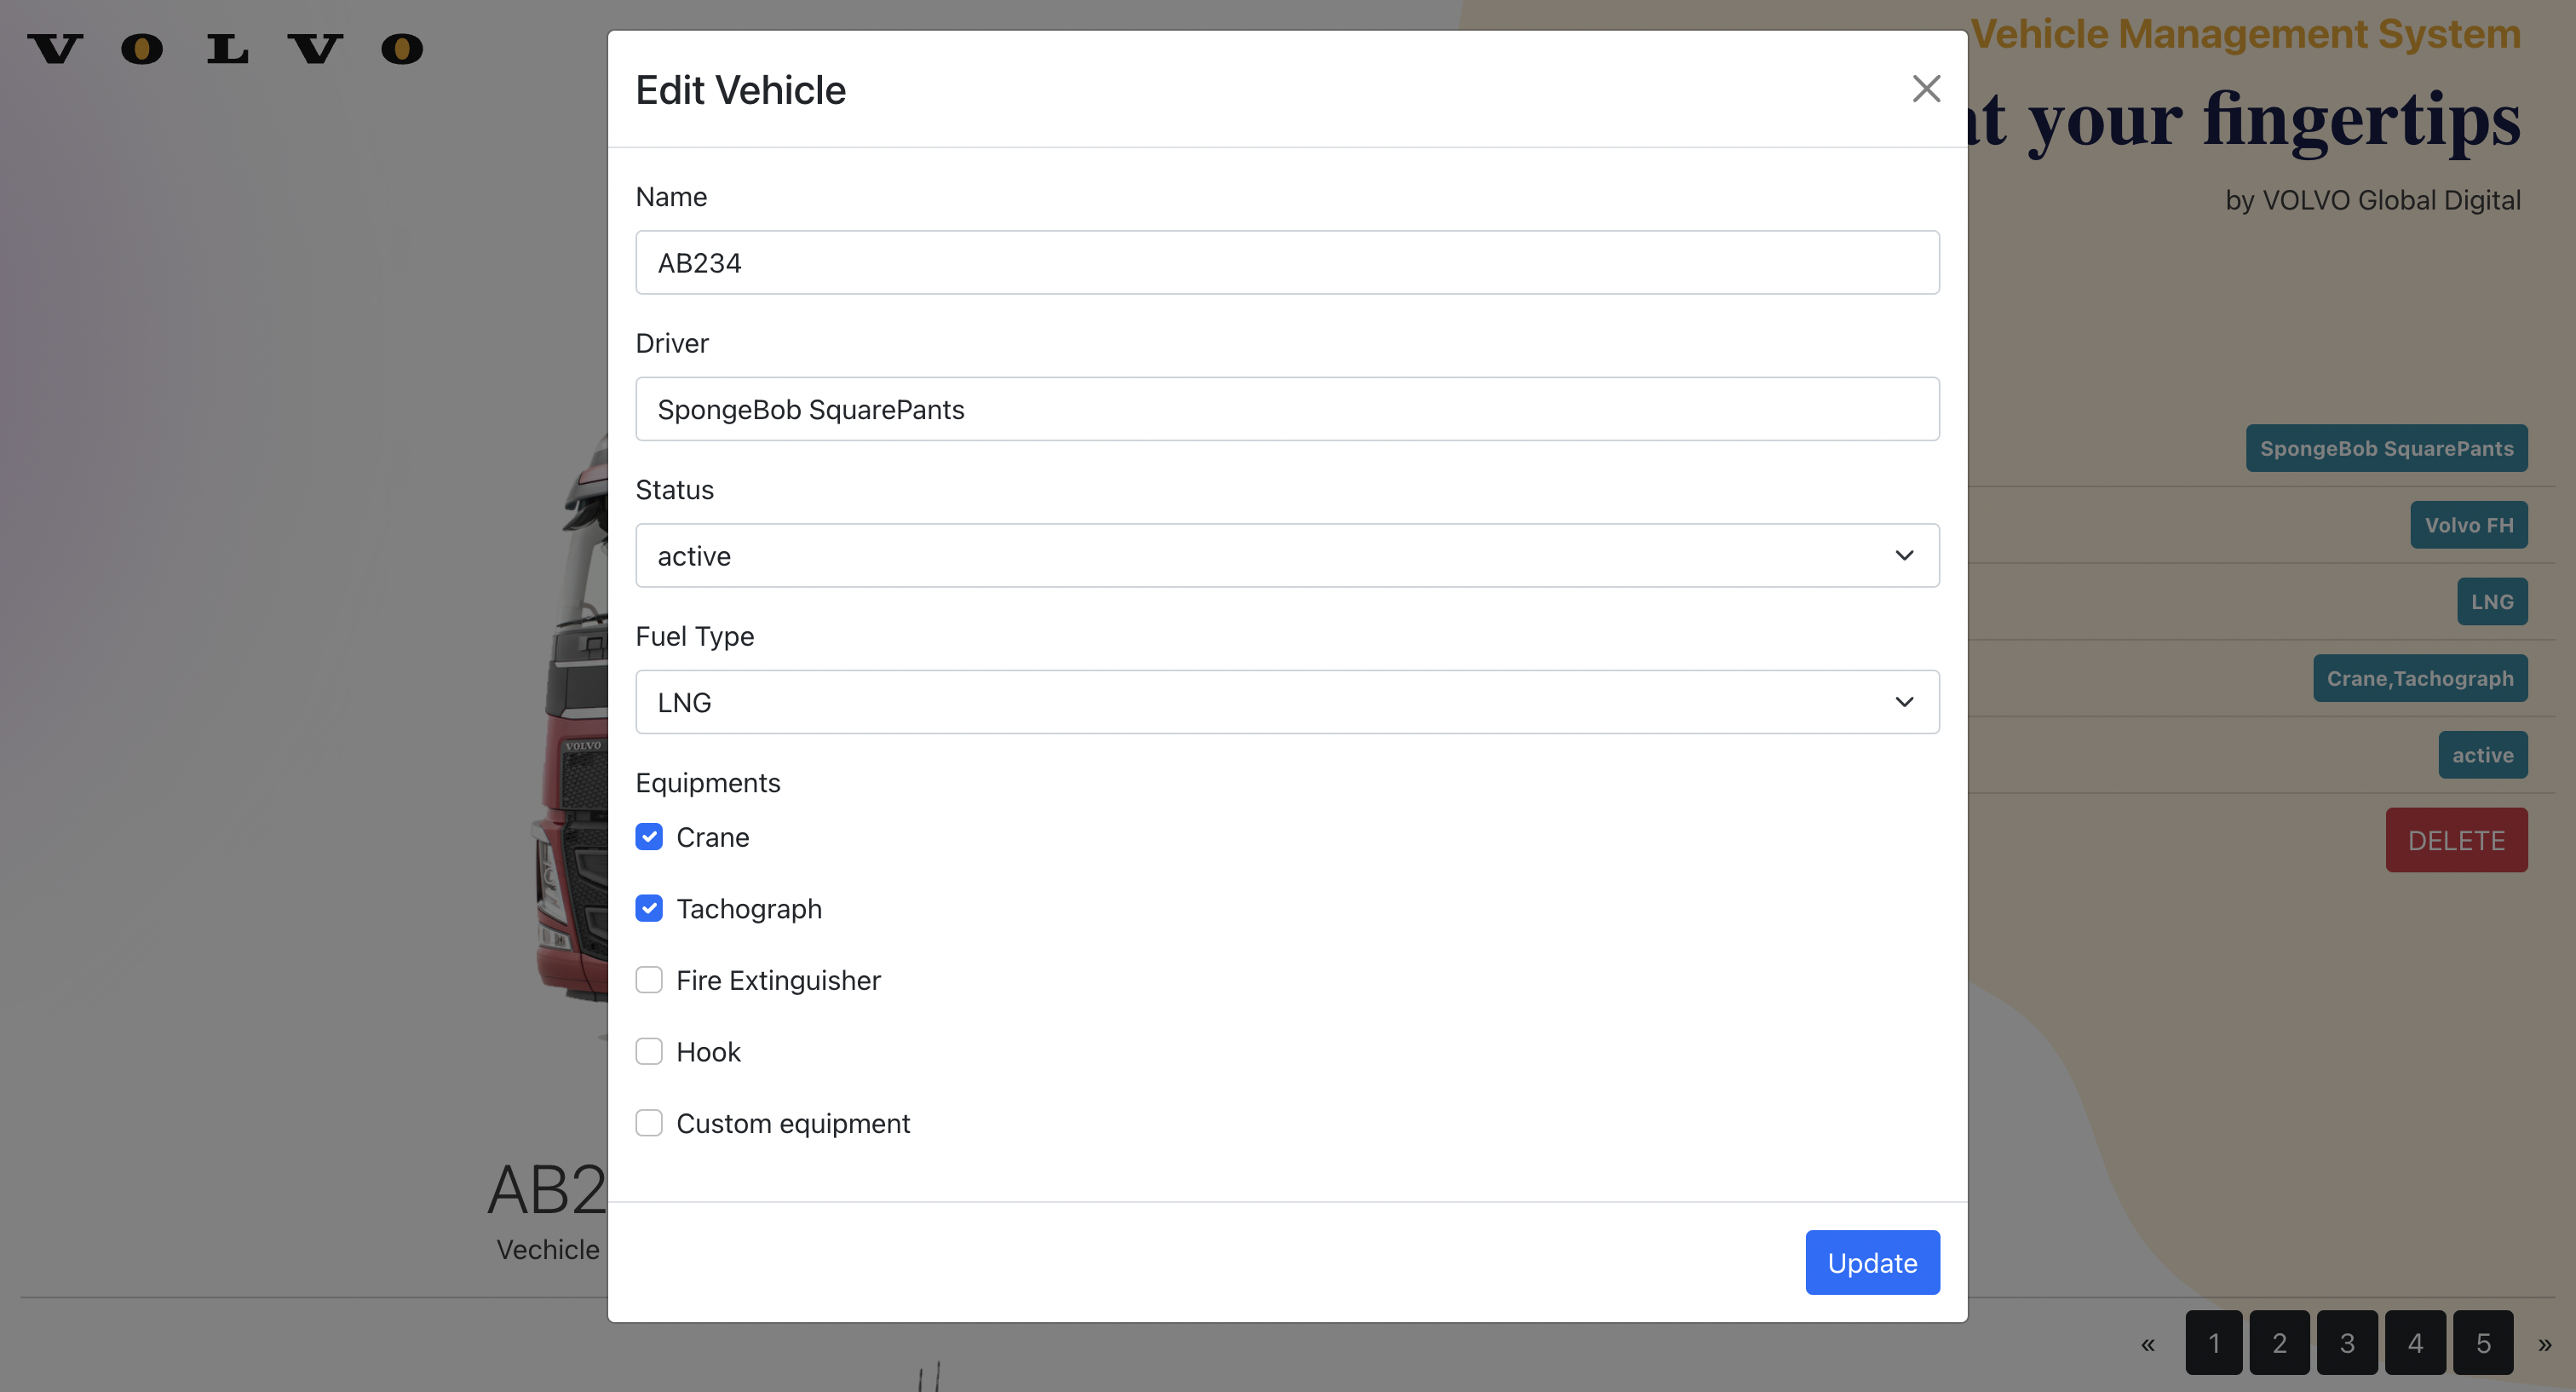 VOLVO
Vehicle Management System
at your fingertips
by VOLVO Global Digital
Edit Vehicle
Name
AB234
Driver
SpongeBob SquarePants
Status
active
Fuel Type
LNG
Equipments
Crane
Tachograph
Fire Extinguisher
Hook
Custom equipment
Update
SpongeBob SquarePants
Volvo FH
LNG
Crane,Tachograph
active
DELETE
VOLVO
AB2
Vechicle
« 1 2 3 4 5 »